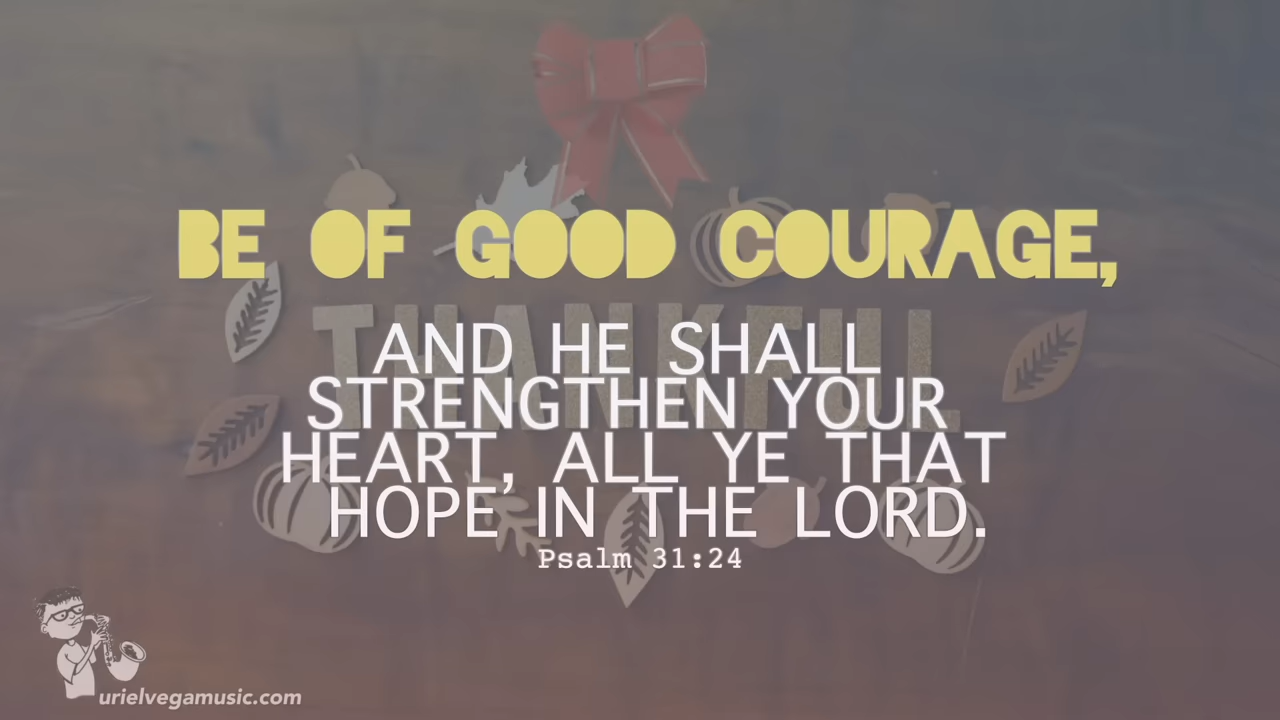 BE OF GOOD COURAGE,
THANKFUL
AND HE SHALL
STRENGTHEN YOUR
HEART, ALL YE THAT
HOPE IN THE LORD.
Psalm 31:24
urielvegamusic.com